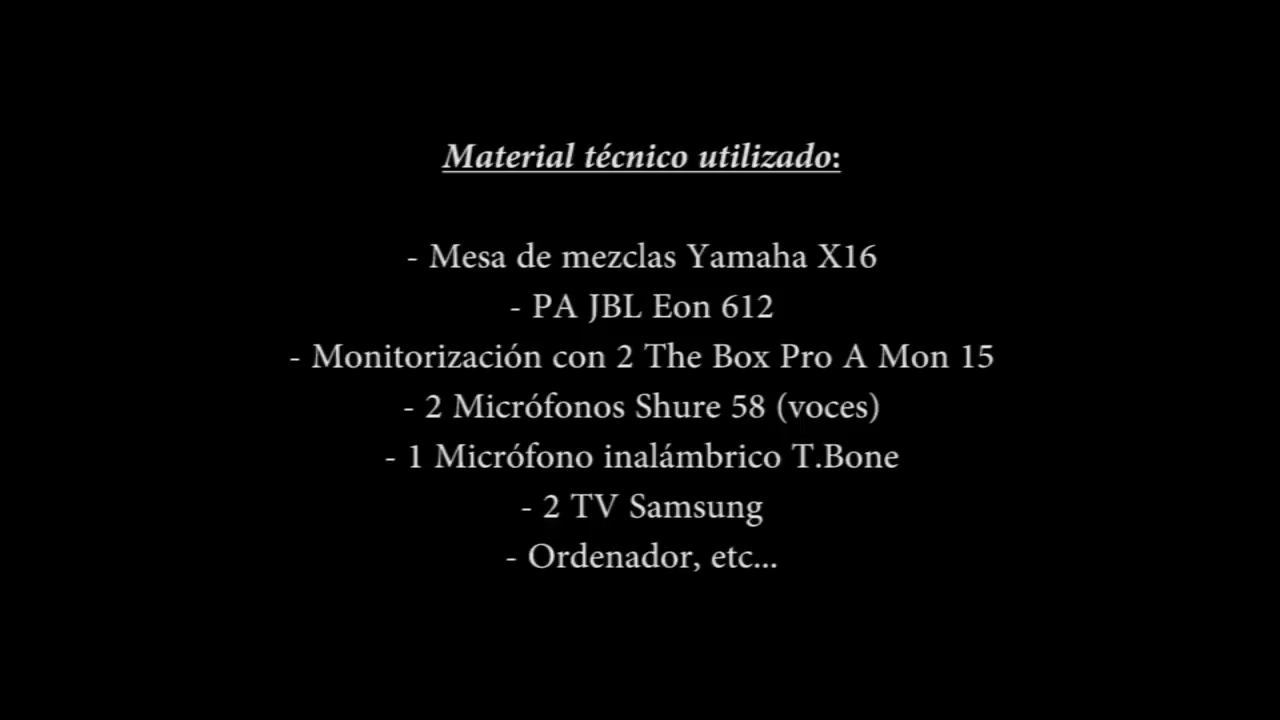 Material técnico utilizado:
- Mesa de mezclas Yamaha X16
- PA JBL Eon 612
- Monitorización con 2 The Box Pro A Mon 15
- 2 Micrófonos Shure 58 (voces)
- 1 Micrófono inalámbrico T.Bone
- 2 TV Samsung
- Ordenador, etc...